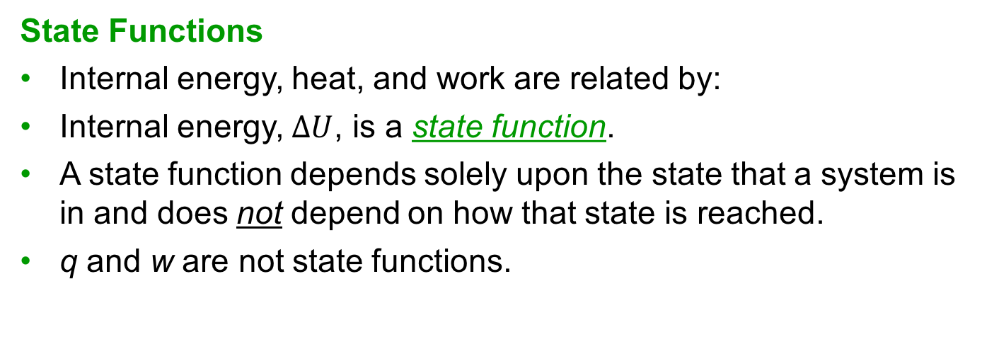 State Functions
• Internal energy, heat, and work are related by:
• Internal energy, Δ𝑈, is a state function.
• A state function depends solely upon the state that a system is
in and does not depend on how that state is reached.
• q and w are not state functions.